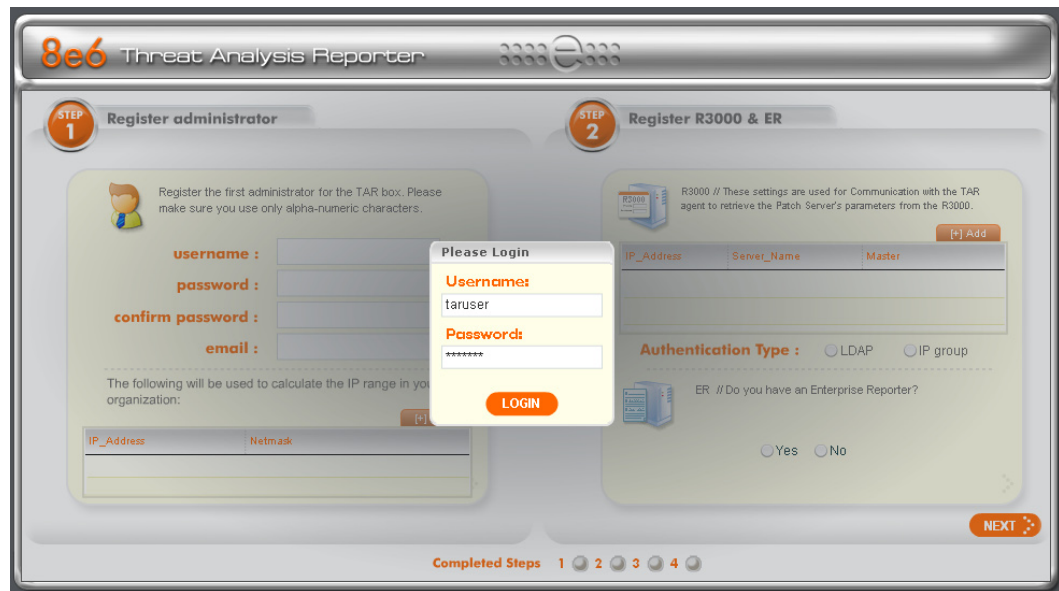 8e6 Threat Analysis Reporter
STEP 1
Register administrator
Register the first administrator for the TAR box. Please
make sure you use only alpha-numeric characters.
username :
password :
confirm password :
email :
The following will be used to calculate the IP range in you
organization:
[+]
IP_Address Netmask
Please Login
Username:
taruser
Password:
*******
LOGIN
STEP 2
Register R3000 & ER
R3000
R3000 // These settings are used for Communication with the TAR
agent to retrieve the Patch Server's parameters from the R3000.
[+] Add
IP_Address Server_Name Master
Authentication Type : LDAP IP group
ER // Do you have an Enterprise Reporter?
Yes No
NEXT
Completed Steps 1 2 3 4